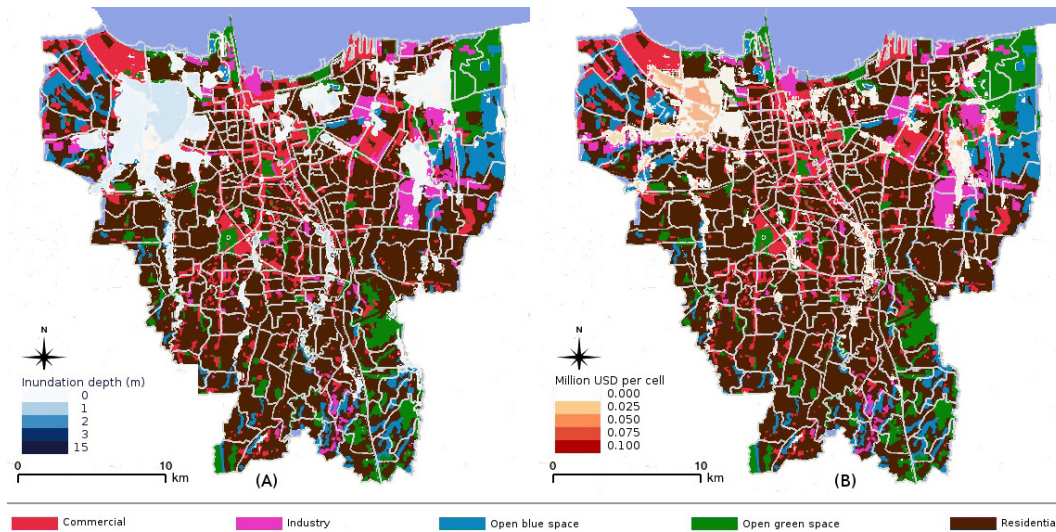 N
Inundation depth (m)
0
1
2
3
15
0 10
km
(A)
N
Million USD per cell
0.000
0.025
0.050
0.075
0.100
0 10
km
(B)
Commercial Industry Open blue space Open green space Residentia